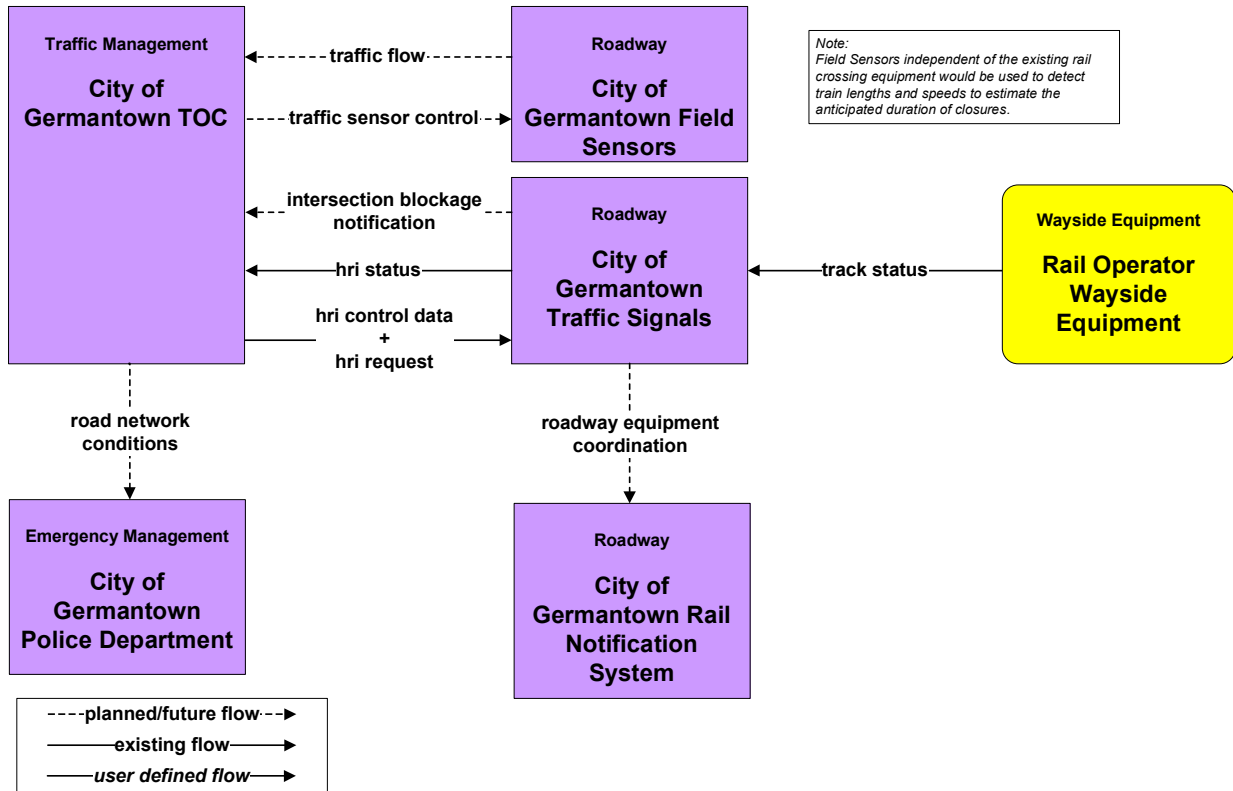 Traffic Management
City of
Germantown TOC
traffic flow
traffic sensor control
Roadway
City of
Germantown Field
Sensors
Note:
Field Sensors independent of the existing rail
crossing equipment would be used to detect
train lengths and speeds to estimate the
anticipated duration of closures.
intersection blockage
notification
hri status
hri control data
+
hri request
Roadway
City of
Germantown
Traffic Signals
track status
Wayside Equipment
Rail Operator
Wayside
Equipment
road network
conditions
roadway equipment
coordination
Emergency Management
City of
Germantown
Police Department
Roadway
City of
Germantown Rail
Notification
System
planned/future flow
existing flow
user defined flow